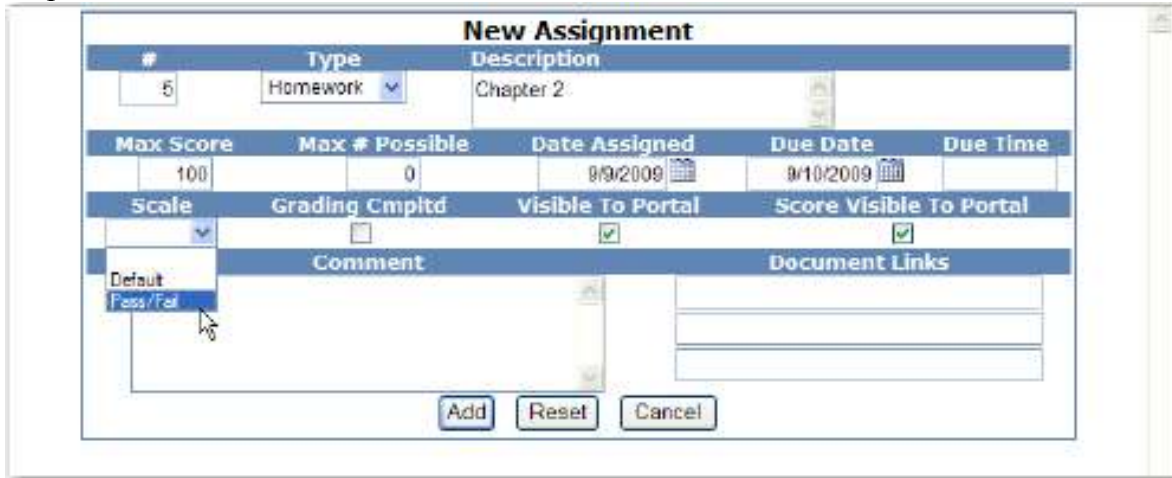 New Assignment
# Type Description
5 Homework Chapter 2
Max Score Max # Possible Date Assigned Due Date Due Time
100 0 9/9/2009 9/10/2009
Scale Grading Cmpltd Visible To Portal Score Visible To Portal
Comment Document Links
Default
Pass/Fail
Add Reset Cancel